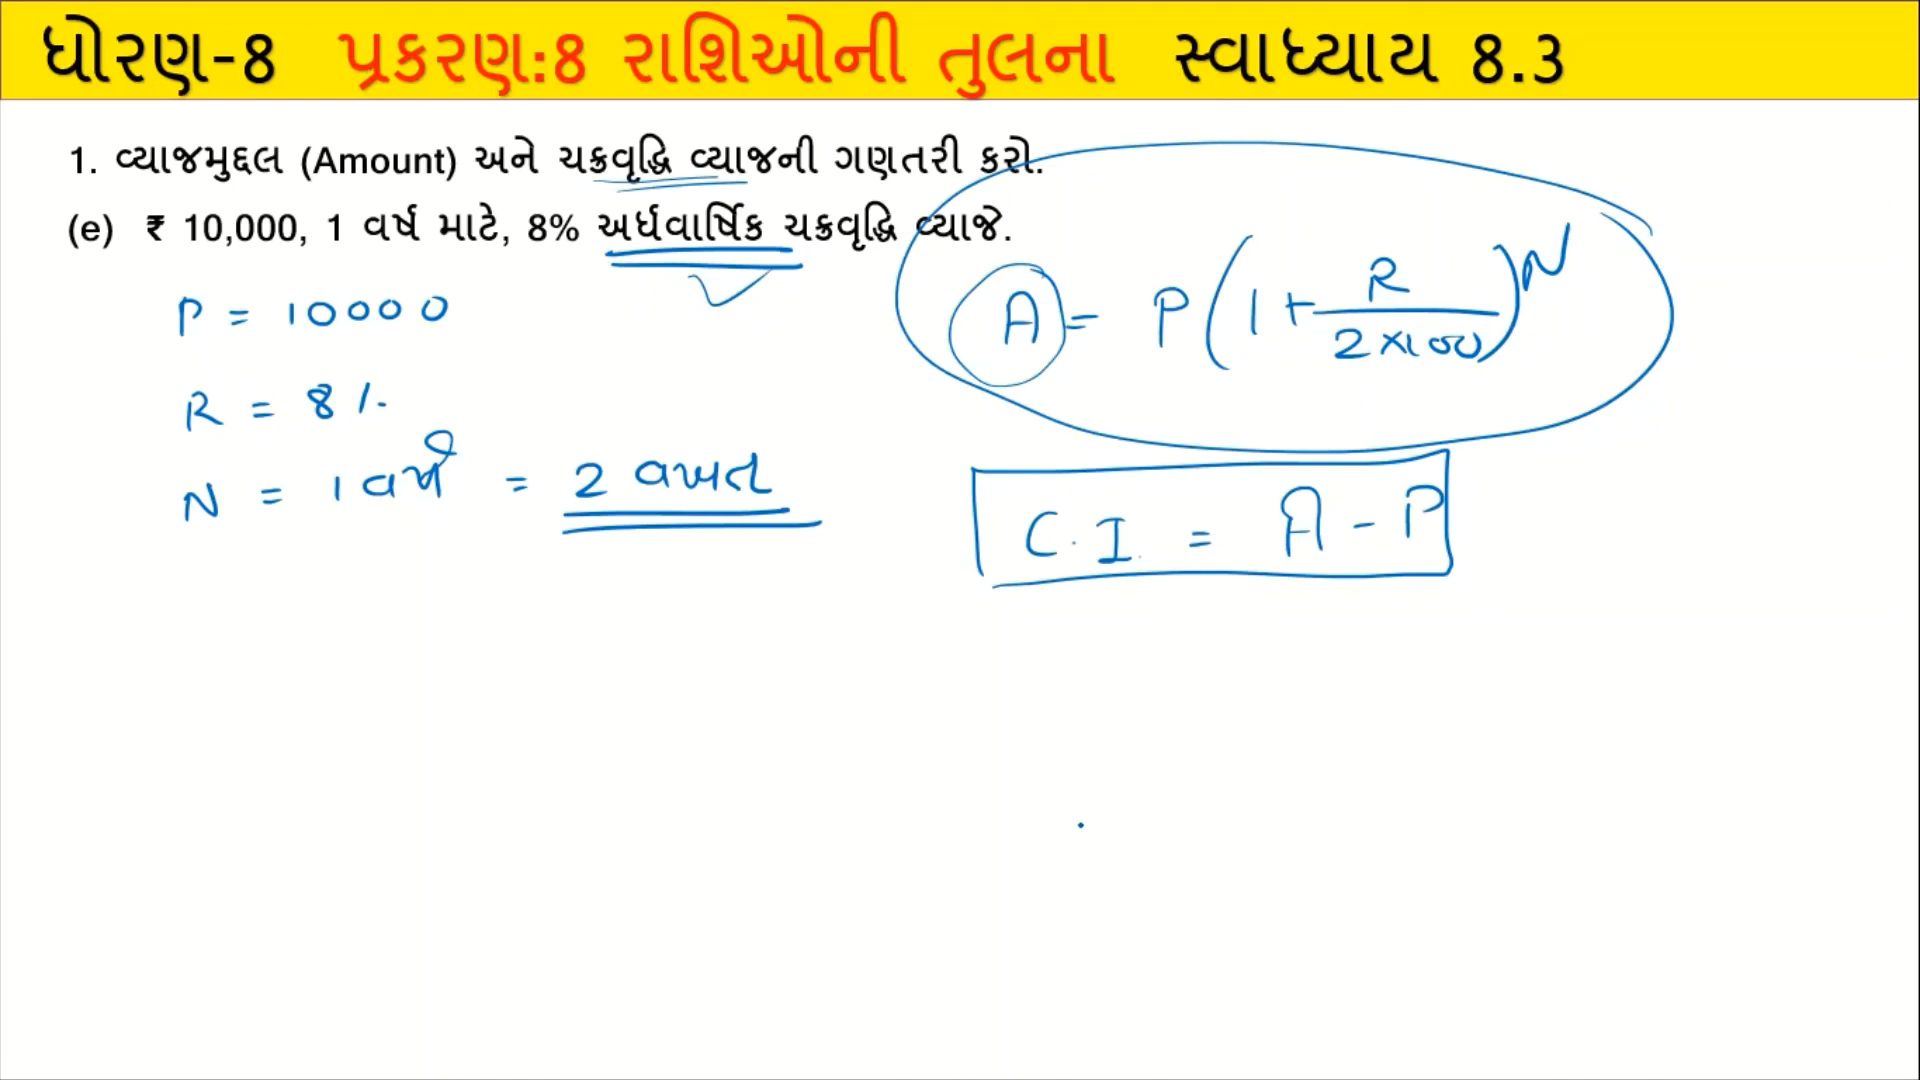 ધોરણ-8 પ્રકરણ:8 રાશિઓની તુલના સ્વાધ્યાય 8.3
1. વ્યાજમુદ્દલ (Amount) અને ચક્રવૃદ્ધિ વ્યાજની ગણતરી કરો.
(e) ₹ 10,000, 1 વર્ષ માટે, 8% અર્ધવાર્ષિક ચક્રવૃદ્ધિ વ્યાજે.
P = 10000
R = 8%
N = 1 વર્ષ = 2 વખત
A = P(1 + R / 2×100)^N
C.I. = A - P